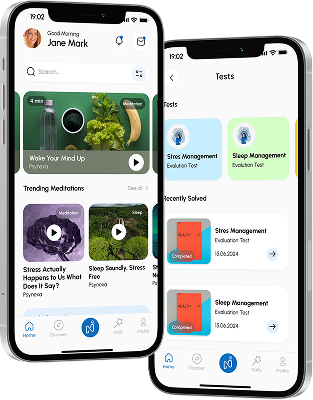 19:02
Good Morning
Jane Mark
Search...
4 min
Meditation
Wake Your Mind Up
Psynexa
Trending Meditations
See all
Meditation
Sleep
Stress Actually
Happens to Us What
Does It Say?
Psynexa
Sleep Soundly, Stress
Free
Psynexa
Home
Discover
Daily
Profile
19:02
Tests
Tests
Stres Management
Evalution Test
Sleep Management
Evalution Test
Recently Solved
HEALTH
Completed
Stres Management
Evaluation Test
15.06.2024
HEALTH
Completed
Sleep Management
Evaluation Test
15.06.2024
Home
Discover
Daily
Profile